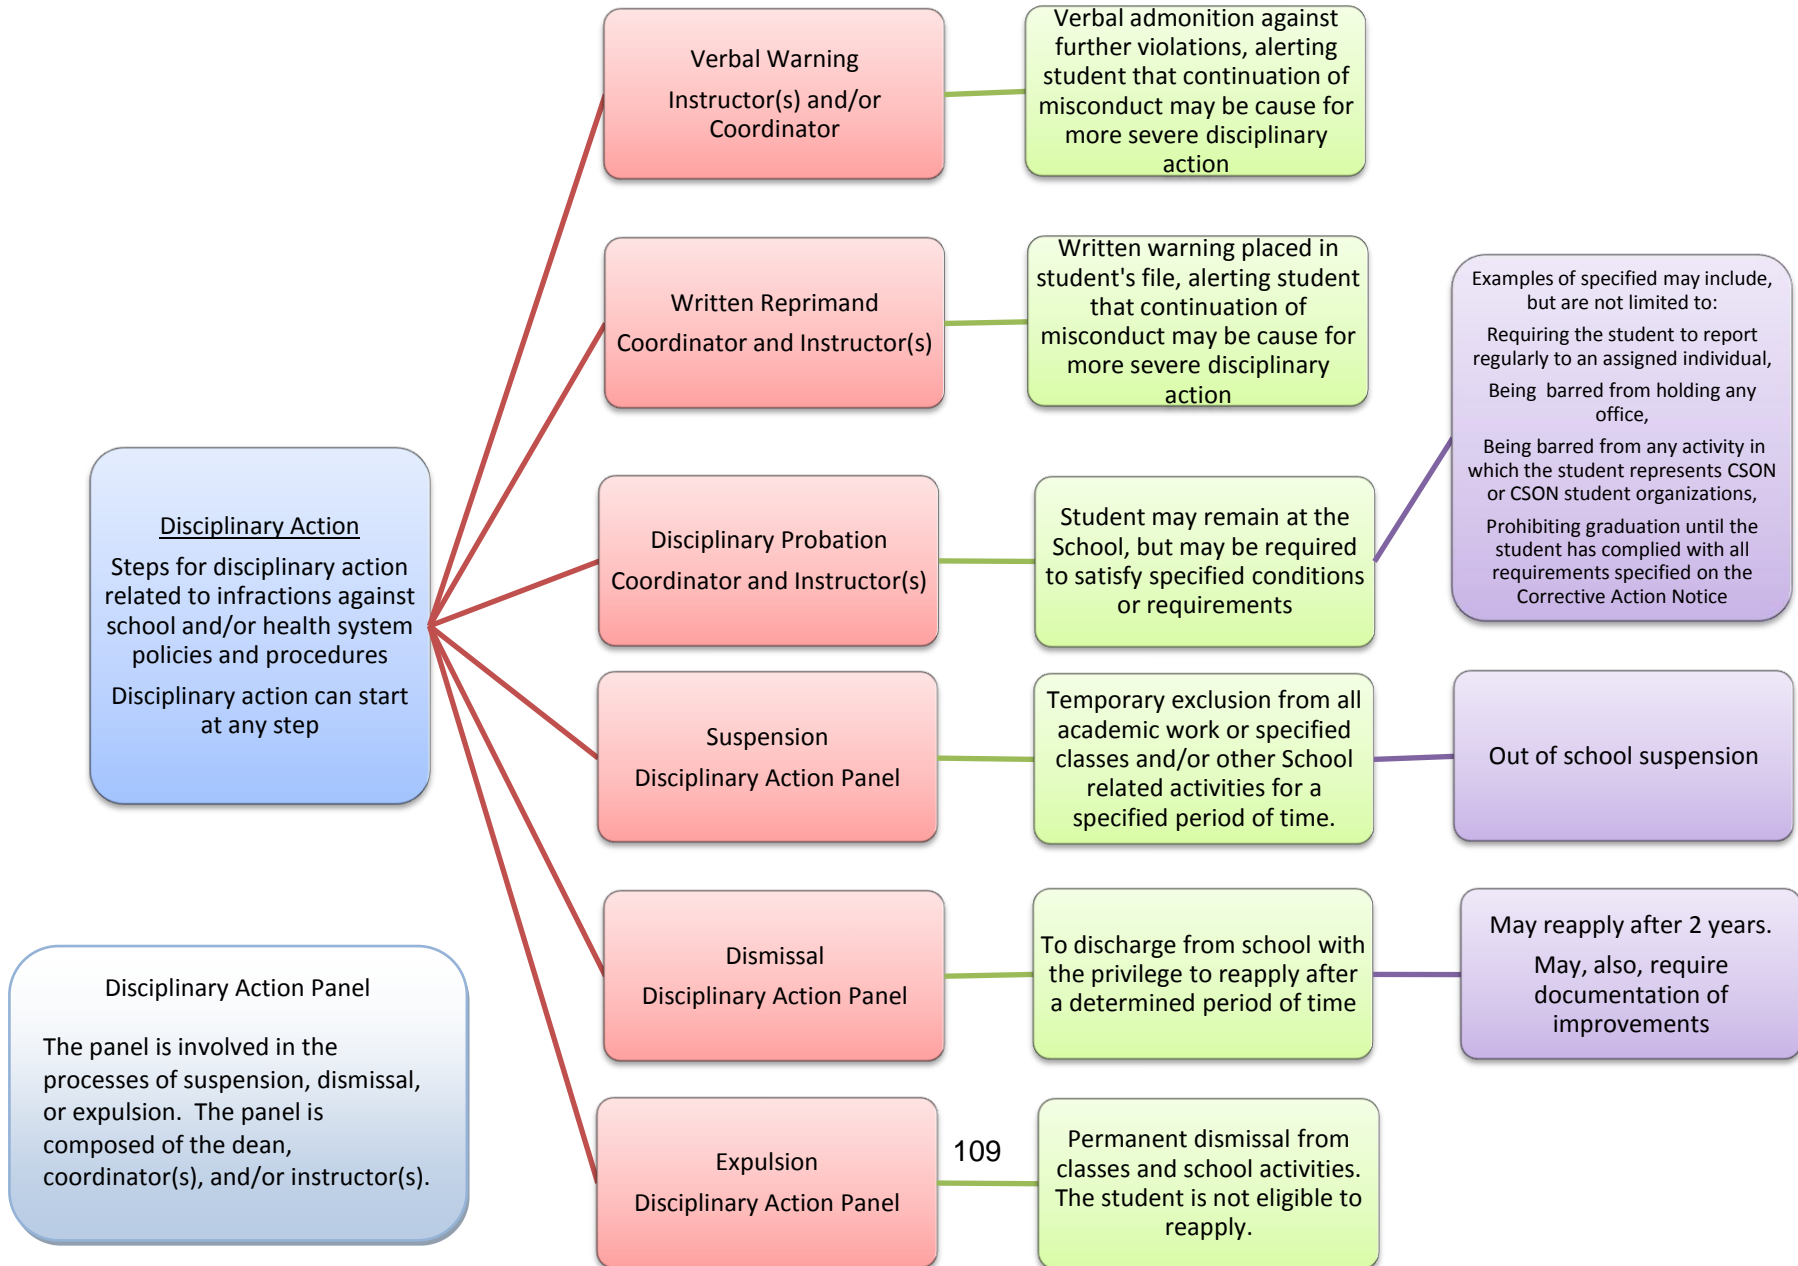 Disciplinary Action
Steps for disciplinary action
related to infractions against
school and/or health system
policies and procedures
Disciplinary action can start
at any step
Verbal Warning
Instructor(s) and/or
Coordinator
Verbal admonition against
further violations, alerting
student that continuation of
misconduct may be cause for
more severe disciplinary
action
Written Reprimand
Coordinator and Instructor(s)
Written warning placed in
student's file, alerting student
that continuation of
misconduct may be cause for
more severe disciplinary
action
Disciplinary Probation
Coordinator and Instructor(s)
Student may remain at the
School, but may be required
to satisfy specified conditions
or requirements
Examples of specified may include,
but are not limited to:
Requiring the student to report
regularly to an assigned individual,
Being  barred from holding any
office,
Being barred from any activity in
which the student represents CSON
or CSON student organizations,
Prohibiting graduation until the
student has complied with all
requirements specified on the
Corrective Action Notice
Suspension
Disciplinary Action Panel
Temporary exclusion from all
academic work or specified
classes and/or other School
related activities for a
specified period of time.
Out of school suspension
Dismissal
Disciplinary Action Panel
To discharge from school with
the privilege to reapply after
a determined period of time
May reapply after 2 years.
May, also, require
documentation of
improvements
Expulsion
Disciplinary Action Panel
109
Permanent dismissal from
classes and school activities.
The student is not eligible to
reapply.
Disciplinary Action Panel
The panel is involved in the
processes of suspension, dismissal,
or expulsion.  The panel is
composed of the dean,
coordinator(s), and/or instructor(s).